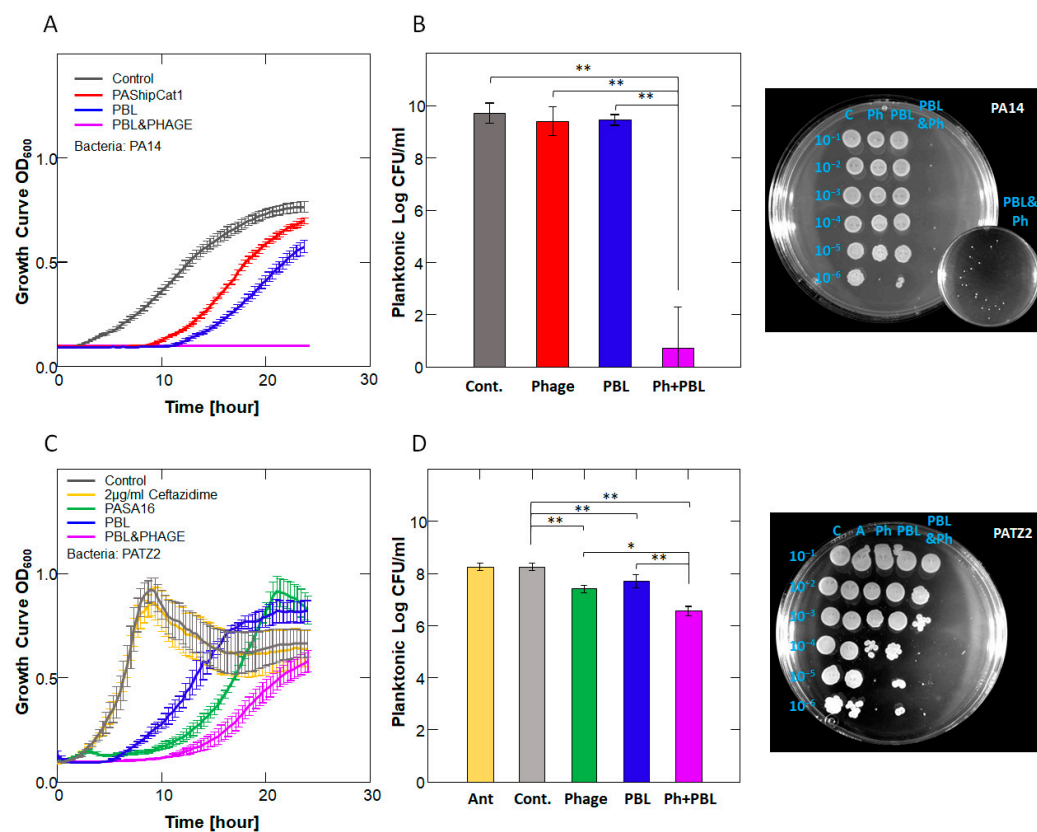 A
Growth Curve OD600
1.0
0.5
0.0
Control
PAShipCat1
PBL
PBL&PHAGE
Bacteria: PA14
0
10
20
30
Time [hour]
B
Planktonic Log CFU/ml
10
8
6
4
2
0
**
**
**
Cont.
Phage
PBL
Ph+PBL
PA14
C
Ph
PBL
PBL
&Ph
10-1
10-2
10-3
10-4
10-5
10-6
PBL&
Ph
C
Growth Curve OD600
1.0
0.5
0.0
Control
2µg/ml Ceftazidime
PASA16
PBL
PBL&PHAGE
Bacteria: PATZ2
0
10
20
30
Time [hour]
D
Planktonic Log CFU/ml
10
8
6
4
2
0
**
**
**
*
**
Ant
Cont.
Phage
PBL
Ph+PBL
PATZ2
C
A
Ph
PBL
PBL
&Ph
10-1
10-2
10-3
10-4
10-5
10-6